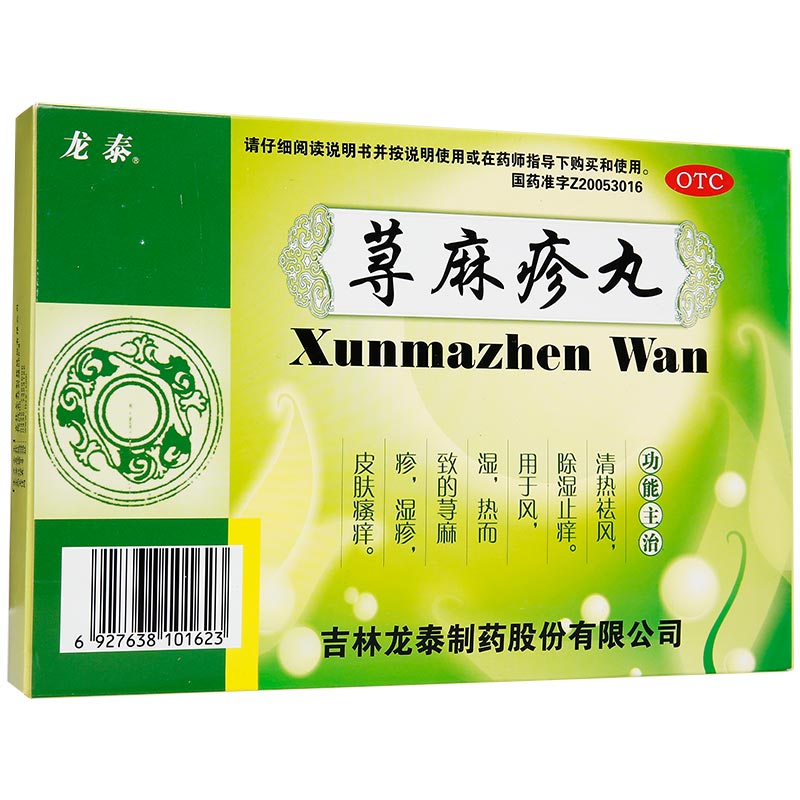 龙泰®
请仔细阅读说明书并按说明使用或在药师指导下购买和使用。
国药准字Z20053016
OTC
荨麻疹丸
Xunmazhen Wan
功能主治
清热祛风，
除湿止痒。
用于风，
湿，热而
致的荨麻
疹，湿疹，
皮肤瘙痒。
6 927638 101623
吉林龙泰制药股份有限公司